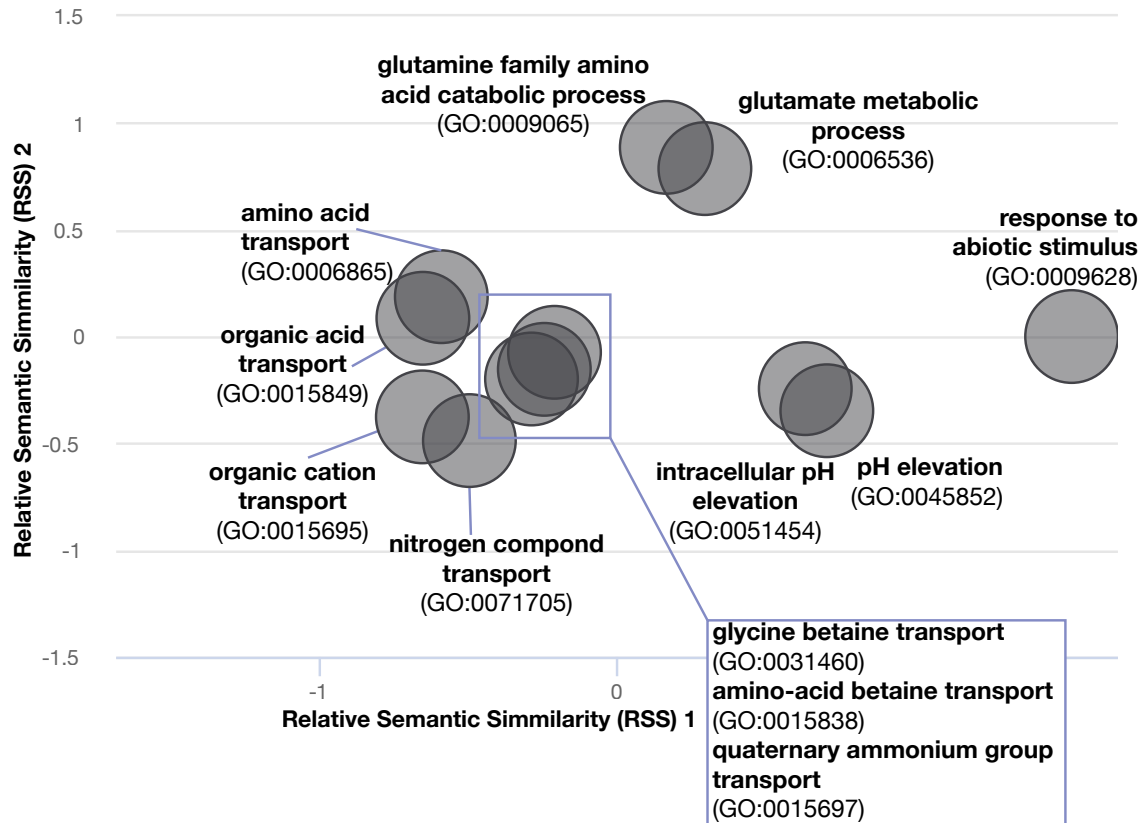 1.5
glutamine family amino
acid catabolic process
(GO:0009065)
glutamate metabolic
process
(GO:0006536)
1
amino acid
transport
(GO:0006865)
response to
abiotic stimulus
(GO:0009628)
0.5
organic acid
transport
(GO:0015849)
0
Relative Semantic Simmilarity (RSS) 2
-0.5
organic cation
transport
(GO:0015695)
intracellular pH
elevation
(GO:0051454)
pH elevation
(GO:0045852)
nitrogen compond
transport
(GO:0071705)
-1
-1.5
glycine betaine transport
(GO:0031460)
amino-acid betaine transport
(GO:0015838)
quaternary ammonium group
transport
(GO:0015697)
-1
0
Relative Semantic Simmilarity (RSS) 1